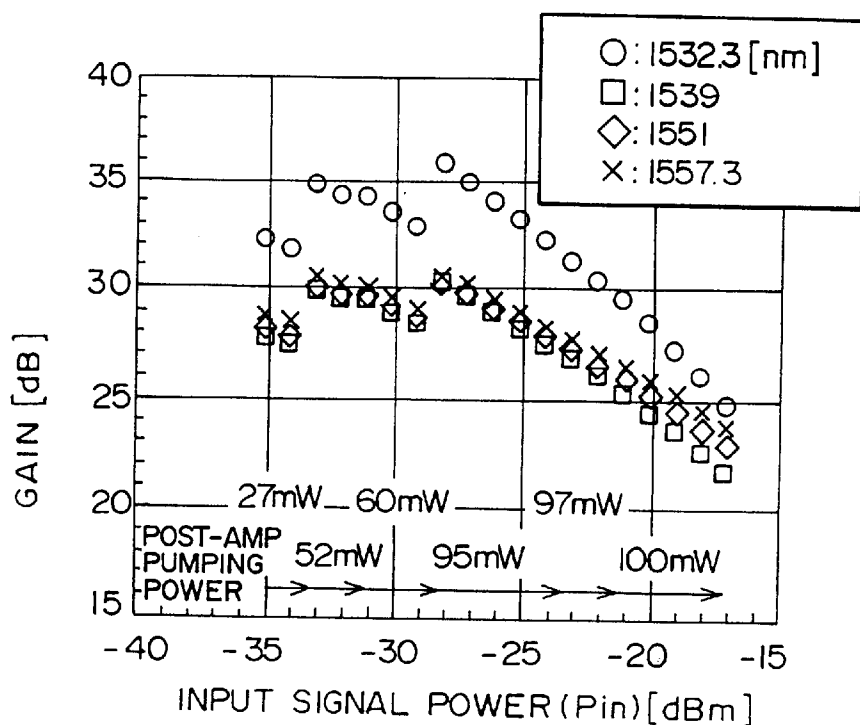 ○: 1532.3 [nm]
□: 1539
◇: 1551
×: 1557.3
GAIN [dB]
40
35
30
25
20
15
27mW 60mW 97mW
POST-AMP
PUMPING
POWER
52mW 95mW 100mW
-40 -35 -30 -25 -20 -15
INPUT SIGNAL POWER (Pin) [dBm]